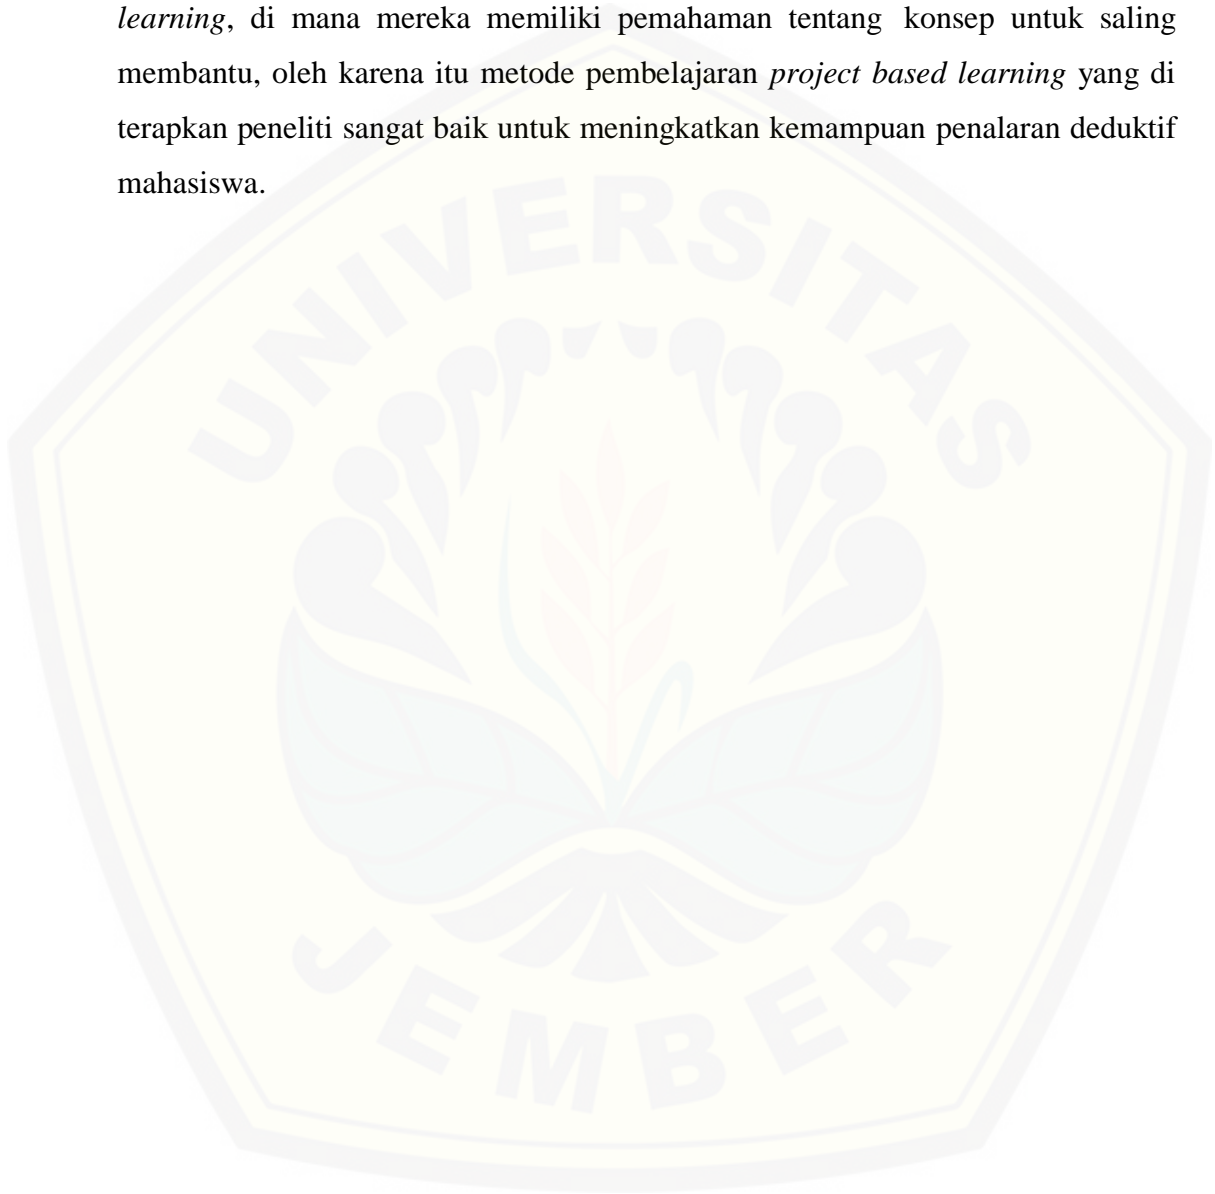 learning, di mana mereka memiliki pemahaman tentang konsep untuk saling
membantu, oleh karena itu metode pembelajaran project based learning yang di
terapkan peneliti sangat baik untuk meningkatkan kemampuan penalaran deduktif
mahasiswa.
UNIVERSITAS
JEMBER